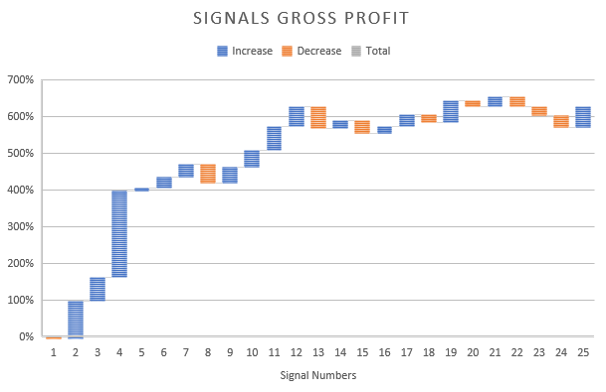 SIGNALS GROSS PROFIT
Increase Decrease Total
700%
600%
500%
400%
300%
200%
100%
0%
1 2 3 4 5 6 7 8 9 10 11 12 13 14 15 16 17 18 19 20 21 22 23 24 25
Signal Numbers